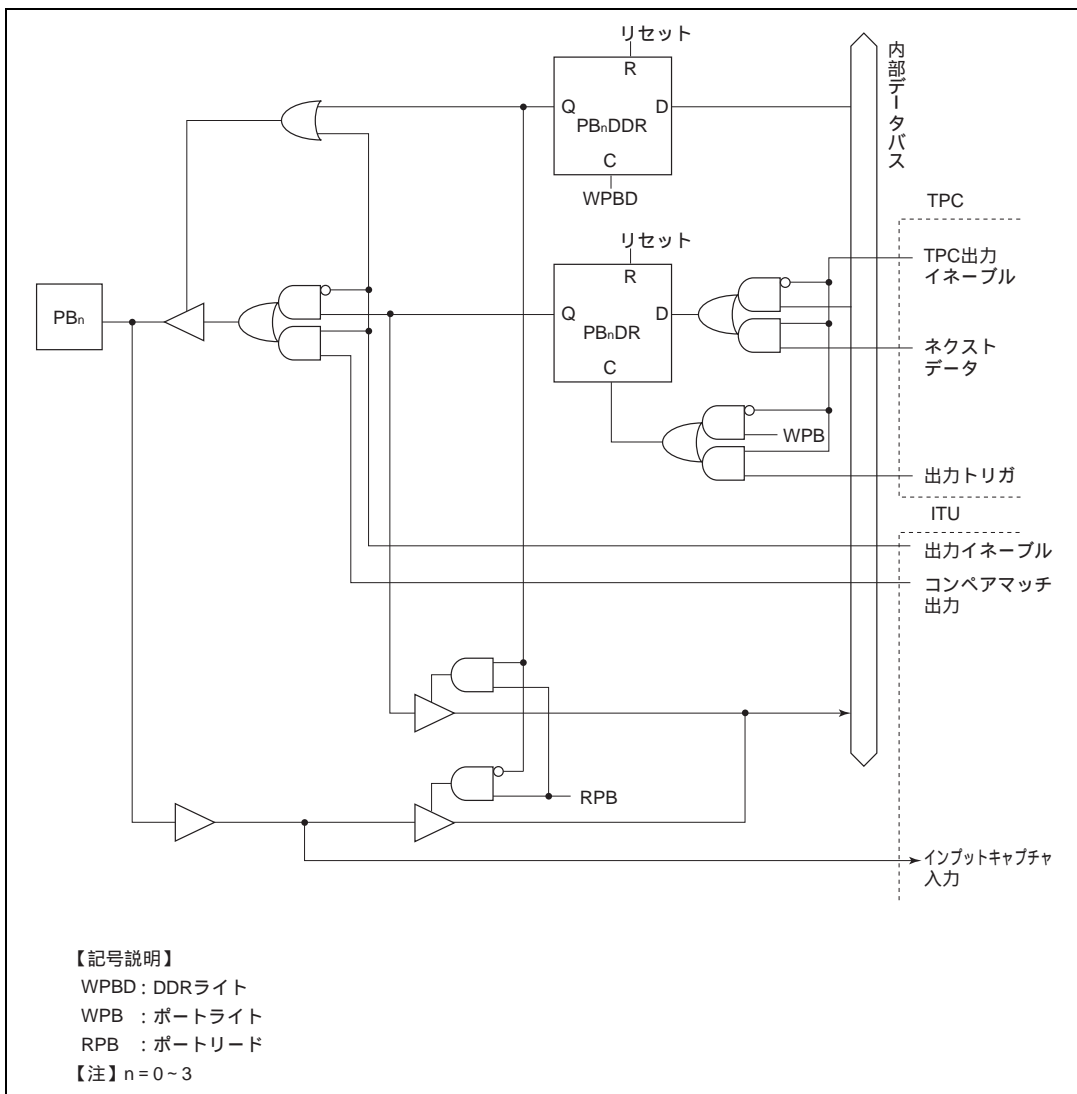 リセット
R
Q
D
PBnDDR
C
WPBD
内部データバス
TPC
リセット
R
Q
D
PBnDR
C
TPC出力
イネーブル
PBn
ネクスト
データ
WPB
出力トリガ
ITU
出力イネーブル
コンペアマッチ
出力
RPB
インプットキャプチャ
入力
【記号説明】
WPBD : DDRライト
WPB : ポートライト
RPB : ポートリード
【注】n = 0 ~ 3